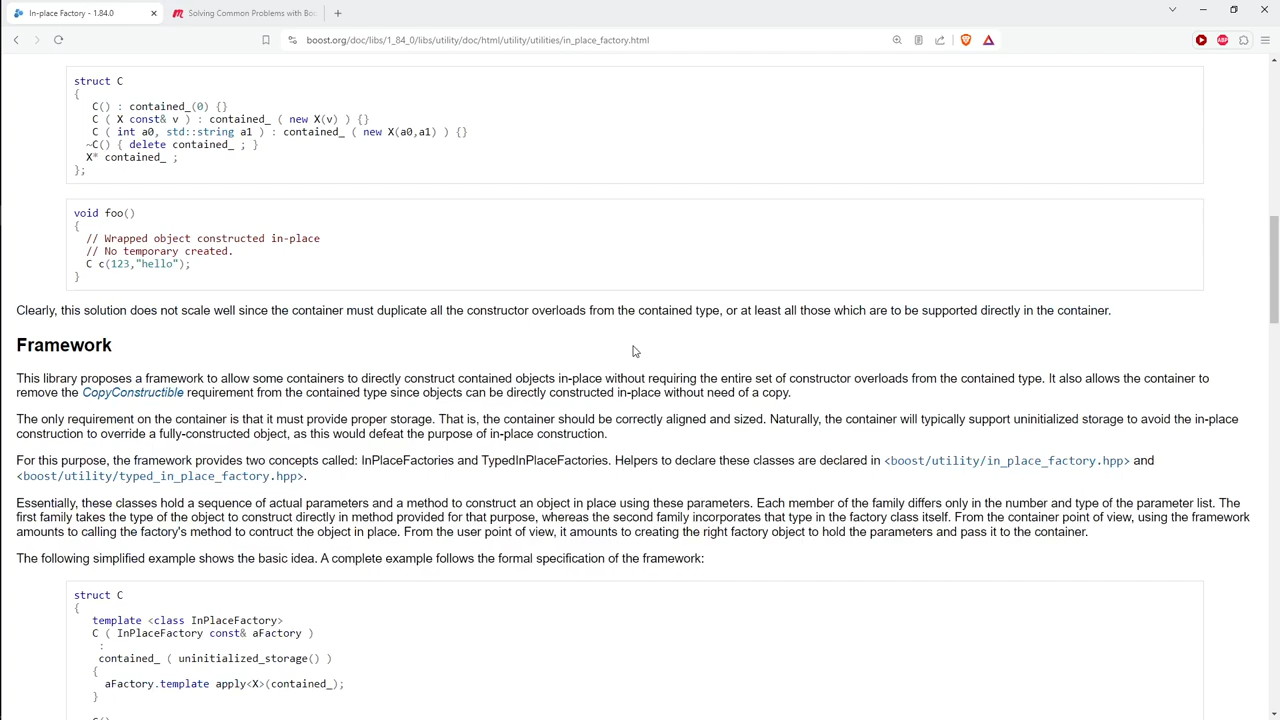 In-place Factory - 1.84.0
Solving Common Problems with Boo
boost.org/doc/libs/1_84_0/libs/utility/doc/html/utility/utilities/in_place_factory.html
ABP
struct C
{
C() : contained_(0) {}
C ( X const& v ) : contained_ ( new X(v) ) {}
C ( int a0, std::string a1 ) : contained_ ( new X(a0,a1) ) {}
~C() { delete contained_ ; }
X* contained_ ;
};
void foo()
{
// Wrapped object constructed in-place
// No temporary created.
C c(123,"hello");
}
Clearly, this solution does not scale well since the container must duplicate all the constructor overloads from the contained type, or at least all those which are to be supported directly in the container.
Framework
This library proposes a framework to allow some containers to directly construct contained objects in-place without requiring the entire set of constructor overloads from the contained type. It also allows the container to
remove the CopyConstructible requirement from the contained type since objects can be directly constructed in-place without need of a copy.
The only requirement on the container is that it must provide proper storage. That is, the container should be correctly aligned and sized. Naturally, the container will typically support uninitialized storage to avoid the in-place
construction to override a fully-constructed object, as this would defeat the purpose of in-place construction.
For this purpose, the framework provides two concepts called: InPlaceFactories and TypedInPlaceFactories. Helpers to declare these classes are declared in <boost/utility/in_place_factory.hpp> and
<boost/utility/typed_in_place_factory.hpp>.
Essentially, these classes hold a sequence of actual parameters and a method to construct an object in place using these parameters. Each member of the family differs only in the number and type of the parameter list. The
first family takes the type of the object to construct directly in method provided for that purpose, whereas the second family incorporates that type in the factory class itself. From the container point of view, using the framework
amounts to calling the factory's method to contruct the object in place. From the user point of view, it amounts to creating the right factory object to hold the parameters and pass it to the container.
The following simplified example shows the basic idea. A complete example follows the formal specification of the framework:
struct C
{
template <class InPlaceFactory>
C ( InPlaceFactory const& aFactory )
:
contained_ ( uninitialized_storage() )
{
aFactory.template apply<X>(contained_);
}